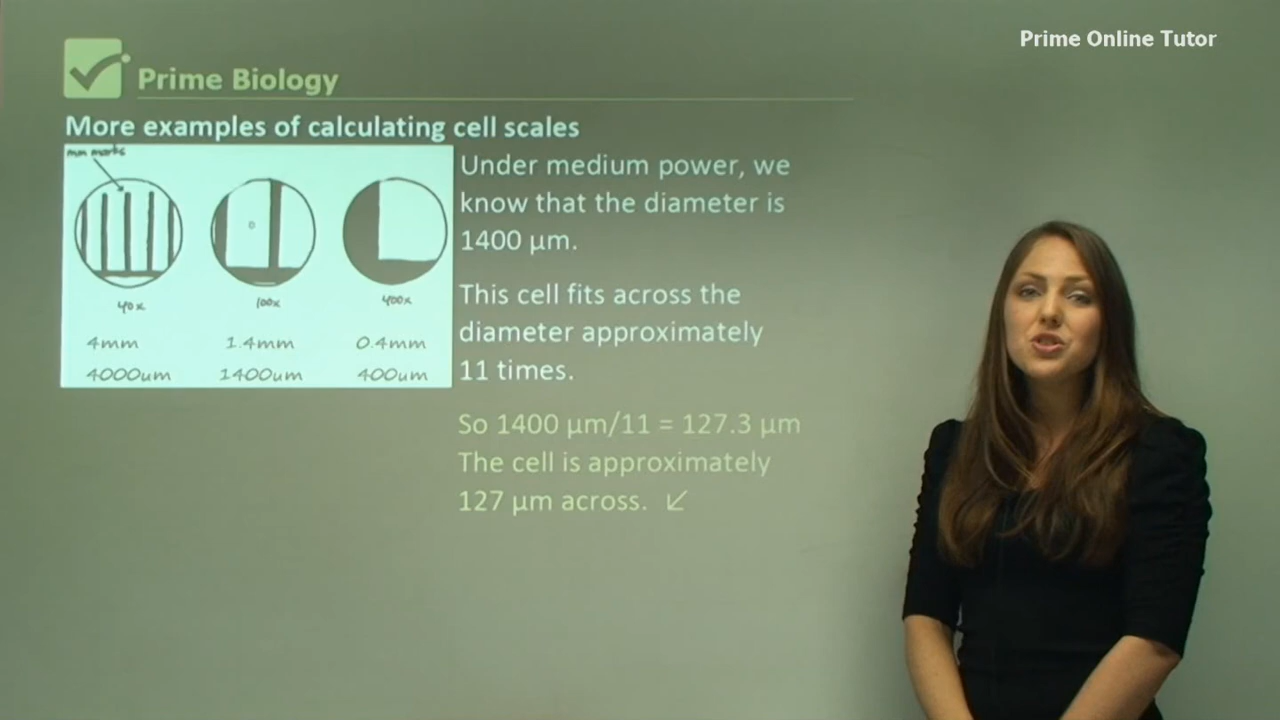 Prime Online Tutor
Prime Biology
More examples of calculating cell scales
mm marks
40x 100x 400x
4mm 1.4mm 0.4mm
4000um 1400um 400um
Under medium power, we
know that the diameter is
1400 µm.
This cell fits across the
diameter approximately
11 times.
So 1400 µm/11 = 127.3 µm
The cell is approximately
127 µm across. ↙